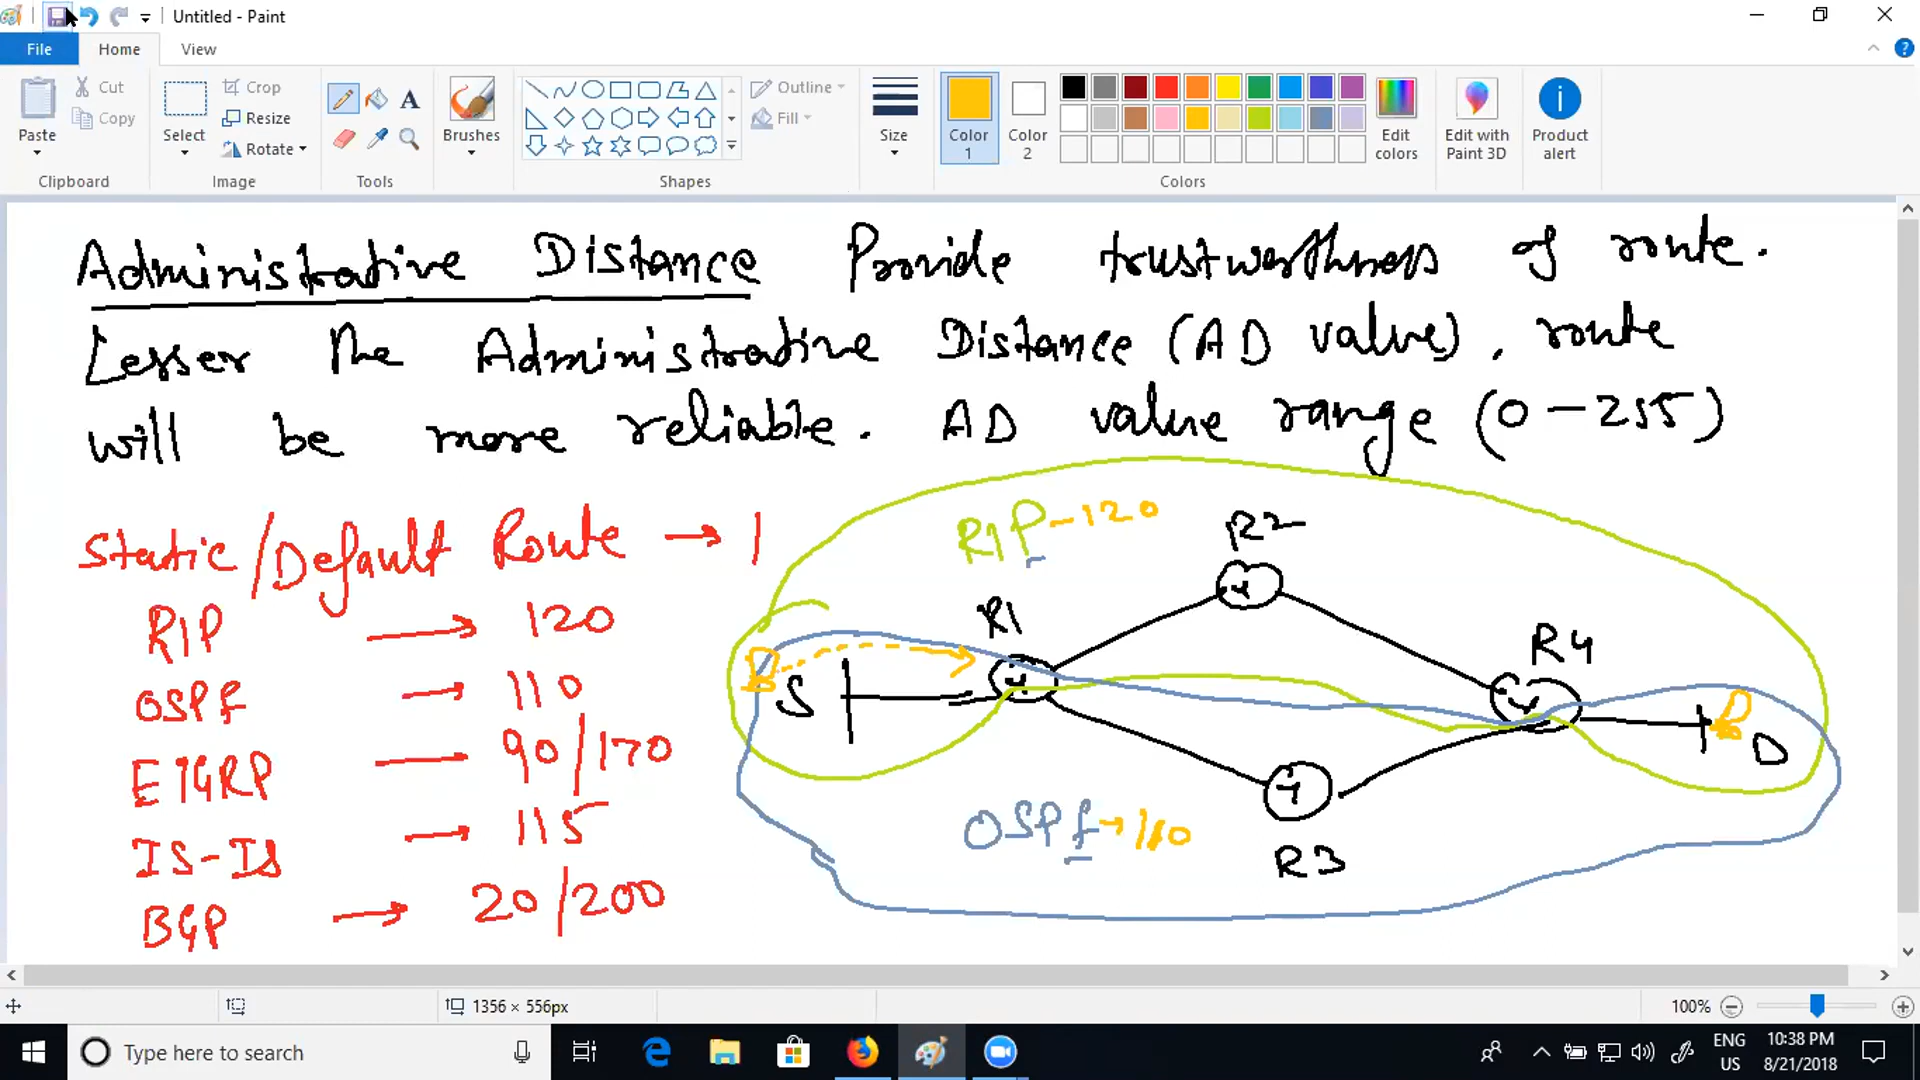 Untitled - Paint
File Home View
Paste
Cut
Copy
Clipboard
Select
Crop
Resize
Rotate
Image
Tools
Brushes
Shapes
Outline
Fill
Size
Color 1
Color 2
Colors
Edit colors
Edit with Paint 3D
Product alert
Administrative Distance Provide trustworthness of route.
Lesser the Administrative Distance (AD value), route
will be more reliable. AD value range (0-255)
Static/Default Route → 1
RIP → 120
OSPF → 110
EIGRP → 90/170
IS-IS → 115
BGP → 20/200
RIP-120
R2
R1
R4
S
D
OSPF→110
R3
1356 × 556px
100%
Type here to search
ENG
US
10:38 PM
8/21/2018